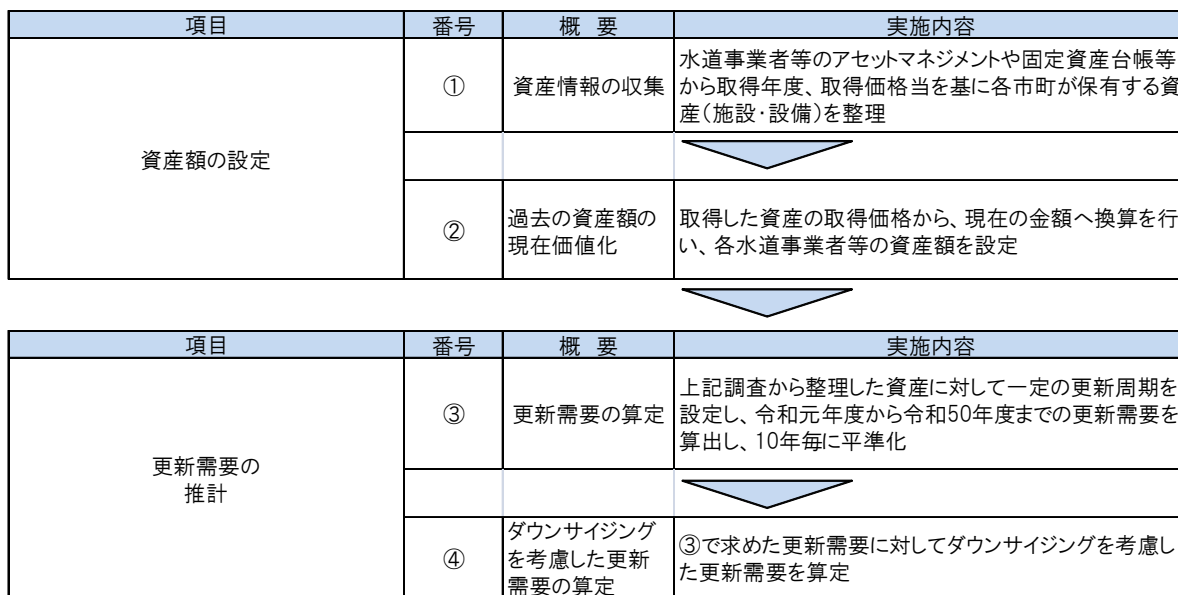 項目 番号 概 要 実施内容
資産額の設定
① 資産情報の収集
水道事業者等のアセットマネジメントや固定資産台帳等
から取得年度、取得価格当を基に各市町が保有する資
産(施設・設備)を整理
②
過去の資産額の
現在価値化
取得した資産の取得価格から、現在の金額へ換算を行
い、各水道事業者等の資産額を設定
項目 番号 概 要 実施内容
更新需要の
推計
③ 更新需要の算定
上記調査から整理した資産に対して一定の更新周期を
設定し、令和元年度から令和50年度までの更新需要を
算出し、10年毎に平準化
④
ダウンサイジング
を考慮した更新
需要の算定
③で求めた更新需要に対してダウンサイジングを考慮し
た更新需要を算定